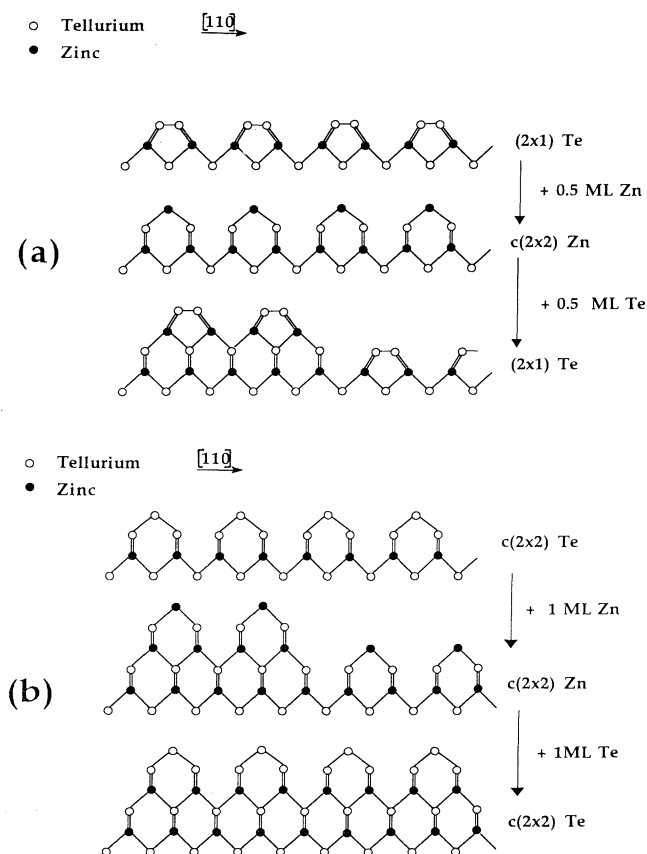 Tellurium [110]
Zinc
(2x1) Te
+ 0.5 ML Zn
(a)
c(2x2) Zn
+ 0.5 ML Te
(2x1) Te
Tellurium [110]
Zinc
c(2x2) Te
+ 1 ML Zn
(b)
c(2x2) Zn
+ 1ML Te
c(2x2) Te